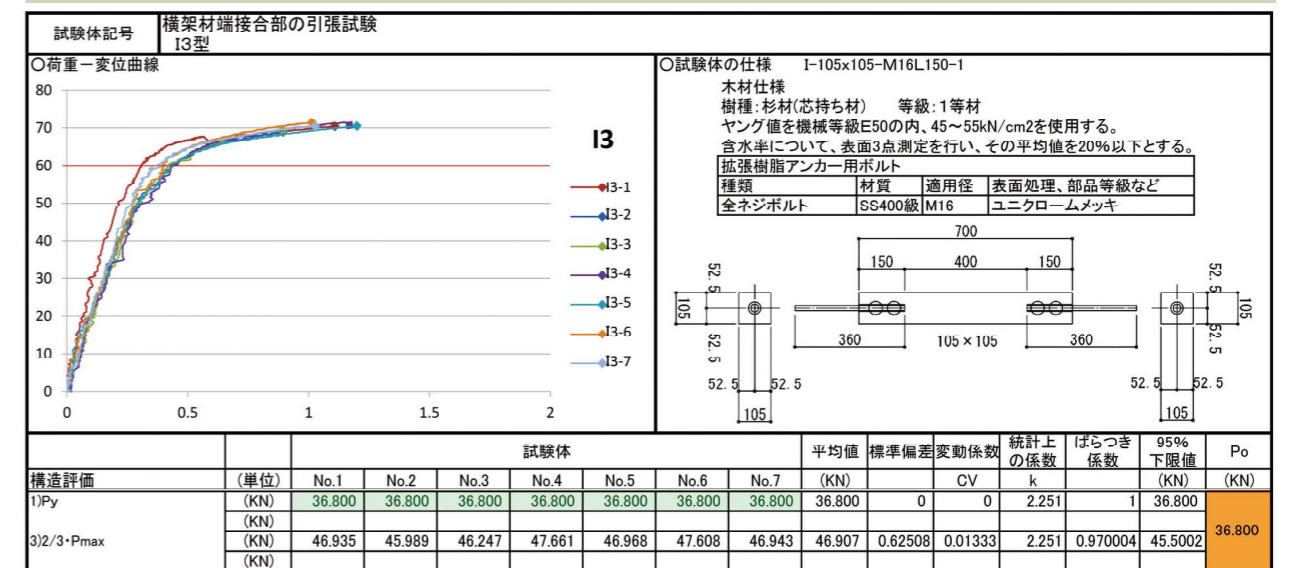 試験体記号
横架材端接合部の引張試験
I3型
○荷重－変位曲線
80
70
60
50
40
30
20
10
0
0 0.5 1 1.5 2
I3
I3-1
I3-2
I3-3
I3-4
I3-5
I3-6
I3-7
○試験体の仕様 I-105x105-M16L150-1
木材仕様
樹種:杉材(芯持ち材) 等級:1等材
ヤング値を機械等級E50の内、45～55kN/cm2を使用する。
含水率について、表面3点測定を行い、その平均値を20%以下とする。
拡張樹脂アンカー用ボルト
種類 材質 適用径 表面処理、部品等級など
全ネジボルト SS400級 M16 ユニクロームメッキ
700
150 400 150
52.5
105
52.5
360 105×105 360
52.5
105
52.5
52.5 52.5
105
52.5 52.5
105
試験体 平均値 標準偏差 変動係数 統計上の係数 ばらつき係数 95%下限値 Po
構造評価 (単位) No.1 No.2 No.3 No.4 No.5 No.6 No.7 (KN) CV k (KN) (KN)
1)Py (KN) 36.800 36.800 36.800 36.800 36.800 36.800 36.800 36.800 0 0 2.251 1 36.800
(KN)
36.800
3)2/3・Pmax (KN) 46.935 45.989 46.247 47.661 46.968 47.608 46.943 46.907 0.62508 0.01333 2.251 0.970004 45.5002
(KN)